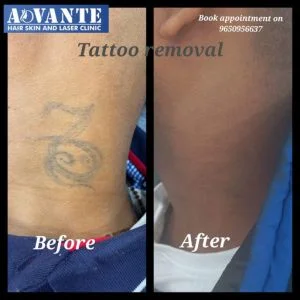 ADVANTE
HAIR SKIN AND LASER CLINIC
Book appointment on
9650956637
Tattoo removal
Before
After